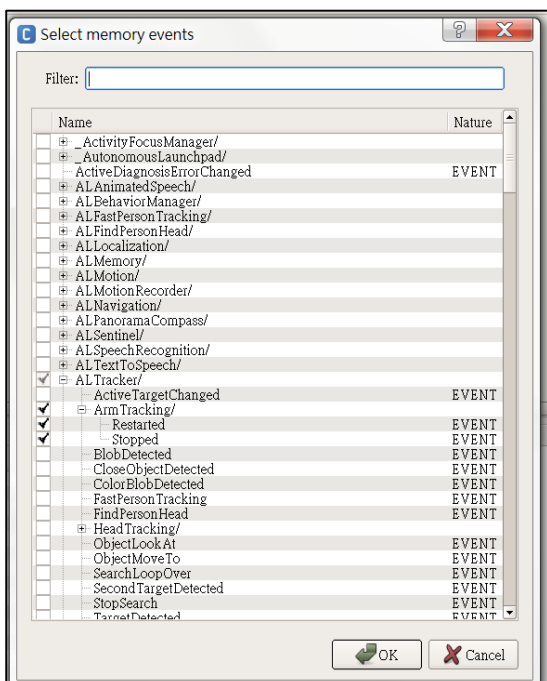 C Select memory events ? X
Filter:
Name Nature
_ActivityFocusManager/
_AutonomousLaunchpad/
ActiveDiagnosisErrorChanged EVENT
ALAnimatedSpeech/
ALBehaviorManager/
ALFastPersonTracking/
ALFindPersonHead/
ALLocalization/
ALMemory/
ALMotion/
ALMotionRecorder/
ALNavigation/
ALPanoramaCompass/
ALSentinel/
ALSpeechRecognition/
ALTextToSpeech/
ALTracker/
ActiveTargetChanged EVENT
ArmTracking/
Restarted EVENT
Stopped EVENT
BlobDetected EVENT
CloseObjectDetected EVENT
ColorBlobDetected EVENT
FastPersonTracking EVENT
FindPersonHead EVENT
HeadTracking/
ObjectLookAt EVENT
ObjectMoveTo EVENT
SearchLoopOver EVENT
SecondTargetDetected EVENT
StopSearch EVENT
TargetDetected EVENT
OK Cancel